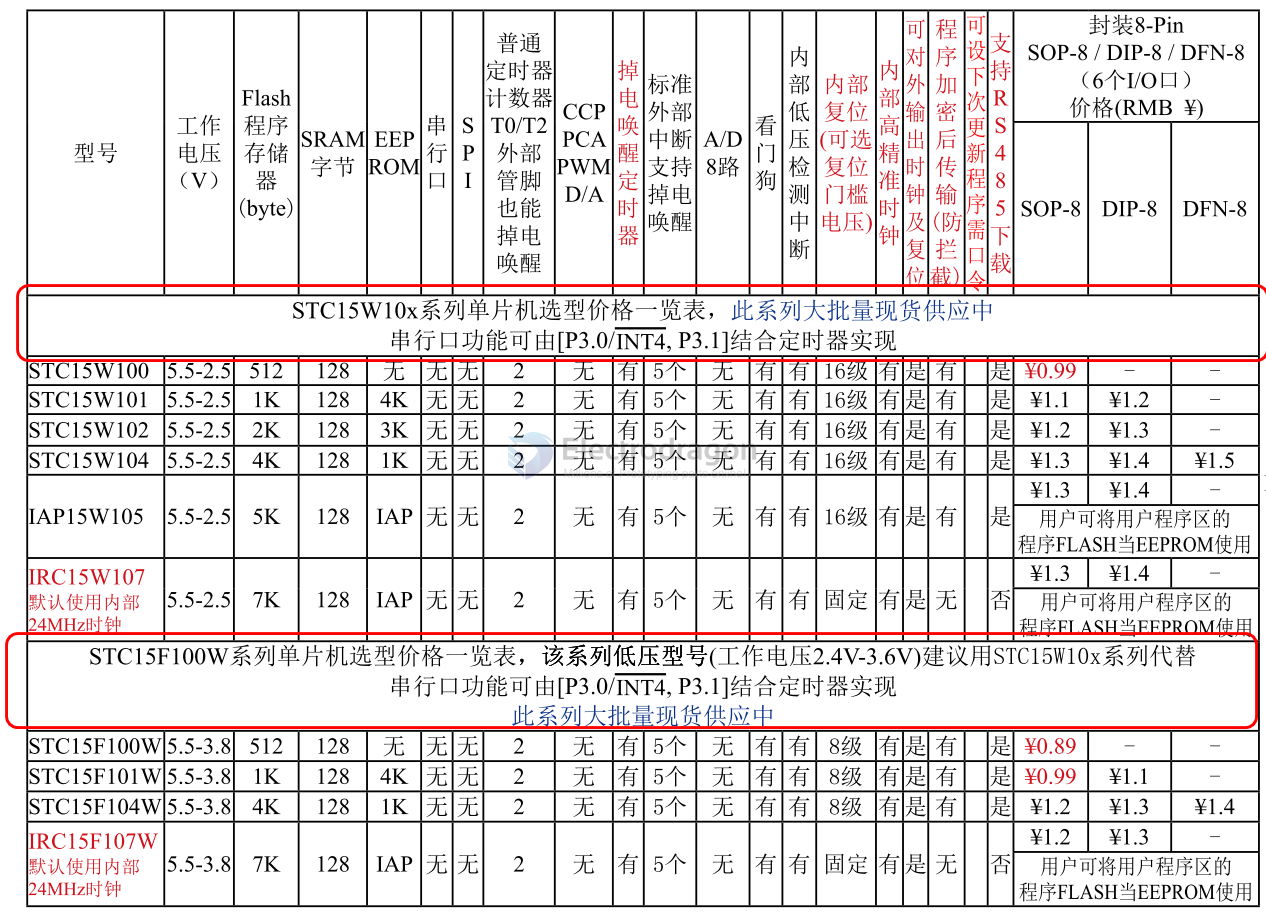 型号
工作
电压
（V）
Flash
程序
存储
器
(byte)
SRAM
字节
EEP
ROM
串行口
SPI
普通
定时器
计数器
T0/T2
外部
管脚
也能
掉电
唤醒
CCP
PCA
PWM
D/A
掉电唤醒定时器
标准
外部
中断
支持
掉电
唤醒
A/D
8路
看门狗
内部低压检测中断
内部
复位
(可选
复位
门槛
电压)
内部高精准时钟
可对外输出时钟及复位
程序加密后传输(防拦截)
可设下次更新程序需口令
支持RS485下载
封装8-Pin
SOP-8 / DIP-8 / DFN-8
（6个I/O口）
价格(RMB ¥)
SOP-8 DIP-8 DFN-8
STC15W10x系列单片机选型价格一览表，此系列大批量现货供应中
串行口功能可由[P3.0/INT4, P3.1]结合定时器实现
STC15W100 5.5-2.5 512 128 无 无 无 2 无 有 5个 无 有 有 16级 有 是 有 是 ¥0.99 – –
STC15W101 5.5-2.5 1K 128 4K 无 无 2 无 有 5个 无 有 有 16级 有 是 有 是 ¥1.1 ¥1.2 –
STC15W102 5.5-2.5 2K 128 3K 无 无 2 无 有 5个 无 有 有 16级 有 是 有 是 ¥1.2 ¥1.3 –
Electrodragon
STC15W104 5.5-2.5 4K 128 1K 无 无 2 无 有 5个 无 有 有 16级 有 是 有 是 ¥1.3 ¥1.4 ¥1.5
IAP15W105 5.5-2.5 5K 128 IAP 无 无 2 无 有 5个 无 有 有 16级 有 是 有 是 ¥1.3 ¥1.4 –
用户可将用户程序区的
程序FLASH当EEPROM使用
IRC15W107
默认使用内部
24MHz时钟
5.5-2.5 7K 128 IAP 无 无 2 无 有 5个 无 有 有 固定 有 是 无 否 ¥1.3 ¥1.4 –
用户可将用户程序区的
程序FLASH当EEPROM使用
STC15F100W系列单片机选型价格一览表，该系列低压型号(工作电压2.4V-3.6V)建议用STC15W10x系列代替
串行口功能可由[P3.0/INT4, P3.1]结合定时器实现
此系列大批量现货供应中
STC15F100W 5.5-3.8 512 128 无 无 无 2 无 有 5个 无 有 有 8级 有 是 有 是 ¥0.89 – –
STC15F101W 5.5-3.8 1K 128 4K 无 无 2 无 有 5个 无 有 有 8级 有 是 有 是 ¥0.99 ¥1.1 –
STC15F104W 5.5-3.8 4K 128 1K 无 无 2 无 有 5个 无 有 有 8级 有 是 有 是 ¥1.2 ¥1.3 ¥1.4
IRC15F107W
默认使用内部
24MHz时钟
5.5-3.8 7K 128 IAP 无 无 2 无 有 5个 无 有 有 固定 有 是 无 否 ¥1.2 ¥1.3 –
用户可将用户程序区的
程序FLASH当EEPROM使用